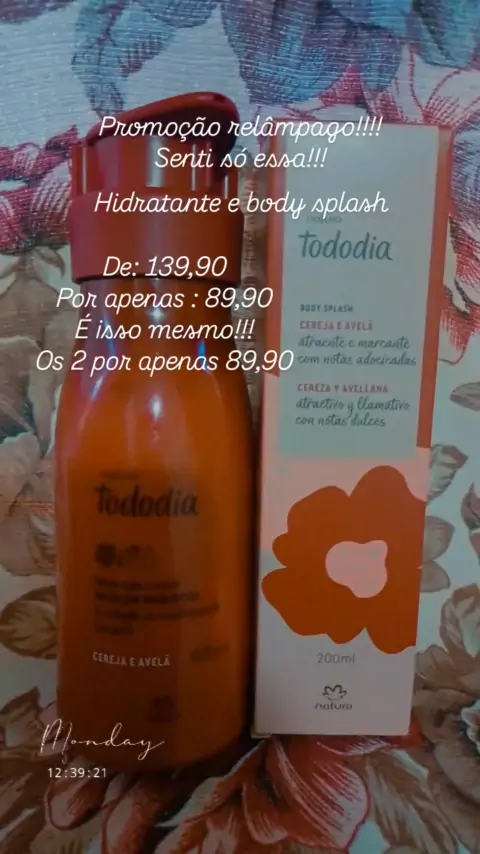 Promoção relâmpago!!!!
Senti só essa!!!
Hidratante e body splash
De: 139,90
Por apenas : 89,90
É isso mesmo!!!
Os 2 por apenas 89,90
tododia
BODY SPLASH
CEREJA E AVELÃ
atraente e marcante
com notas adocicadas
CEREZA Y AVELLANA
atractivo y llamativo
con notas dulces
200ml
natura
tododia
CEREJA E AVELÃ
Monday
12:39:21